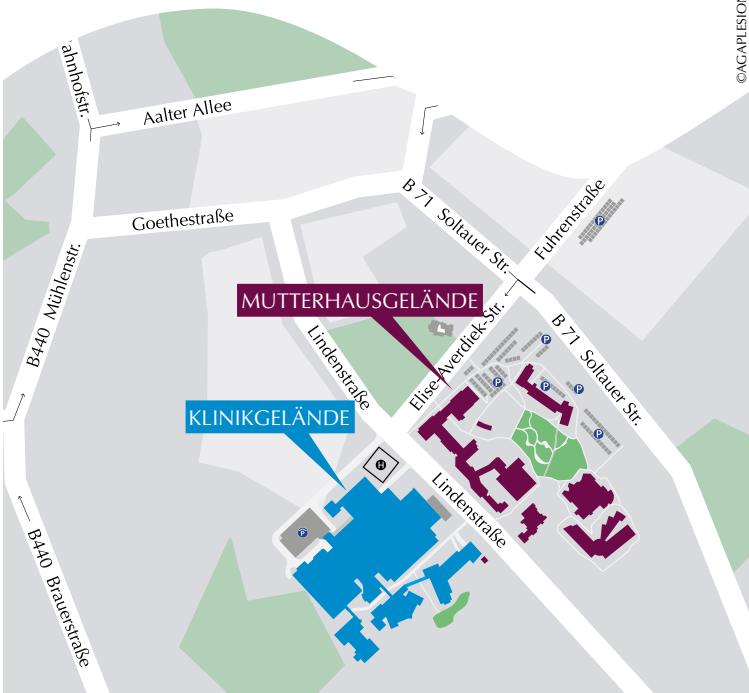 ©AGAPLESION
ahnhofstr.
Aalter Allee
B 71 Soltauer Str.
Fuhrenstraße
P
Goethestraße
B440 Mühlenstr.
MUTTERHAUSGELÄNDE
Elise-Averdiek-Str.
B 71 Soltauer Str.
Lindenstraße
P
P
P
P
P
KLINIKGELÄNDE
H
Lindenstraße
P
B440 Brauerstraße